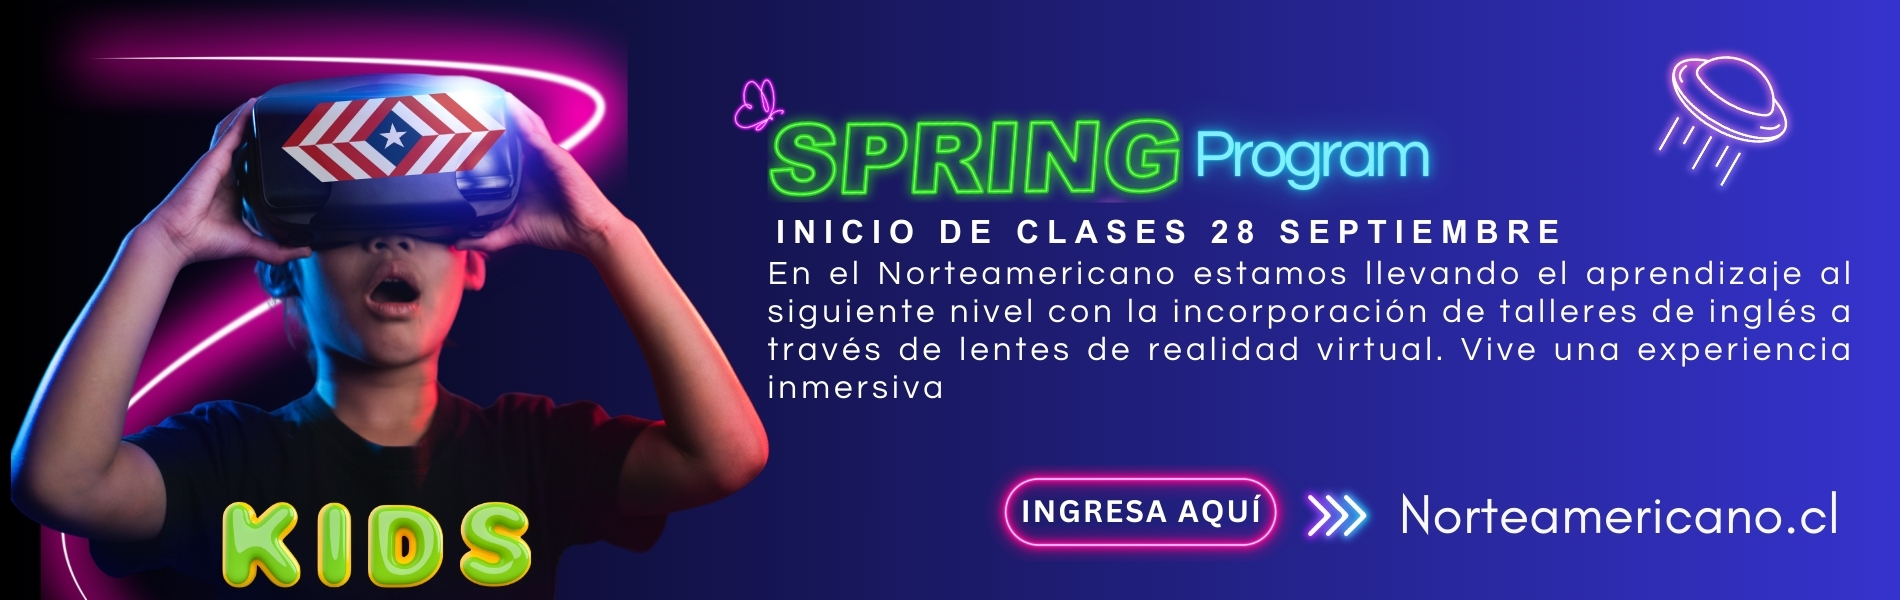 SPRING Program
INICIO DE CLASES 28 SEPTIEMBRE
En el Norteamericano estamos llevando el aprendizaje al
siguiente nivel con la incorporación de talleres de inglés a
través de lentes de realidad virtual. Vive una experiencia
inmersiva
KIDS
INGRESA AQUÍ
Norteamericano.cl